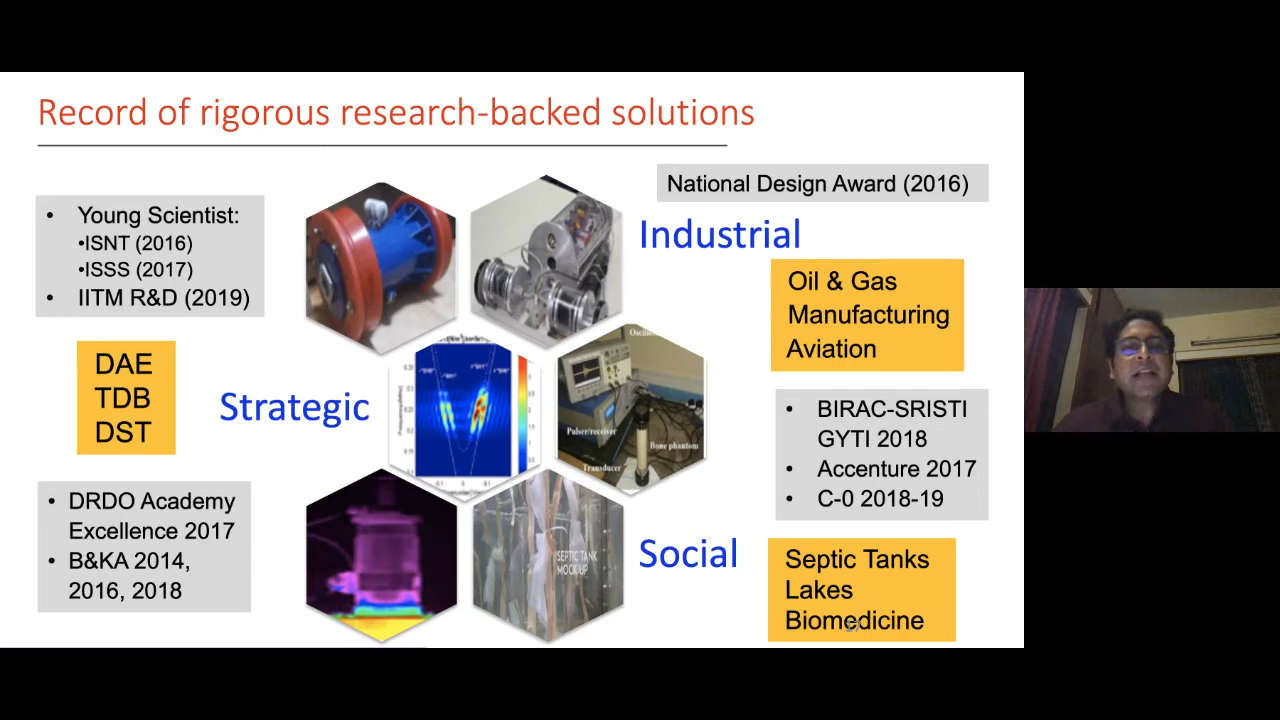 Record of rigorous research-backed solutions
National Design Award (2016)
• Young Scientist:
•ISNT (2016)
•ISSS (2017)
• IITM R&D (2019)
Industrial
Oil & Gas
Manufacturing
Aviation
DAE
TDB
DST
Strategic
Pulser/receiver
Bone phantom
Transducer
• BIRAC-SRISTI
GYTI 2018
• Accenture 2017
• C-0 2018-19
• DRDO Academy
Excellence 2017
• B&KA 2014,
2016, 2018
SEPTIC TANK
MOCK UP
Social
Septic Tanks
Lakes
Biomedicine